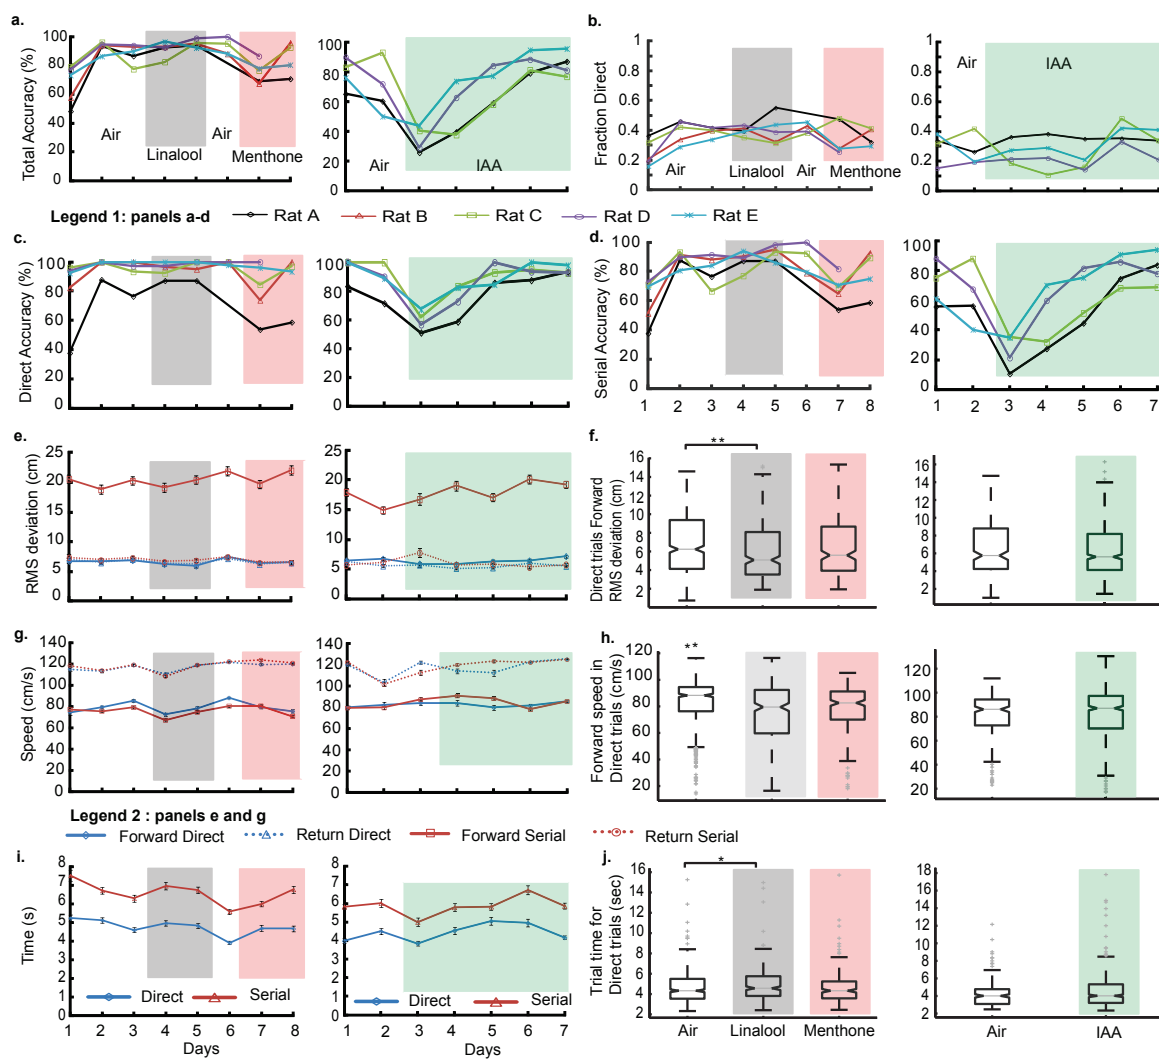 a.
Total Accuracy (%)
100
80
60
40
20
0
Air
Linalool
Air
Menthone
100
80
60
40
20
0
Air
IAA
b.
Fraction Direct
1
0.8
0.6
0.4
0.2
0
Air
Linalool
Air
Menthone
1
0.8
0.6
0.4
0.2
0
Air
IAA
Legend 1: panels a-d
Rat A
Rat B
Rat C
Rat D
Rat E
c.
Direct Accuracy (%)
100
80
60
40
20
0
100
80
60
40
20
0
d.
Serial Accuracy (%)
100
80
60
40
20
0
1 2 3 4 5 6 7 8
100
80
60
40
20
0
1 2 3 4 5 6 7
e.
RMS deviation (cm)
25
20
15
10
5
0
25
20
15
10
5
0
f.
Direct trials Forward
RMS deviation (cm)
16
14
12
10
8
6
4
2
**
16
14
12
10
8
6
4
2
g.
Speed (cm/s)
140
120
100
80
60
40
20
0
140
120
100
80
60
40
20
0
h.
Forward speed in
Direct trials (cm/s)
120
100
80
60
40
20
**
120
100
80
60
40
20
Legend 2 : panels e and g
Forward Direct
Return Direct
Forward Serial
Return Serial
i.
Time (s)
8
7
6
5
4
3
2
1
0
Direct
Serial
1 2 3 4 5 6 7 8
Days
8
7
6
5
4
3
2
1
0
Direct
Serial
1 2 3 4 5 6 7
Days
j.
Trial time for
Direct trials (sec)
16
14
12
10
8
6
4
2
*
Air
Linalool
Menthone
18
16
14
12
10
8
6
4
2
Air
IAA